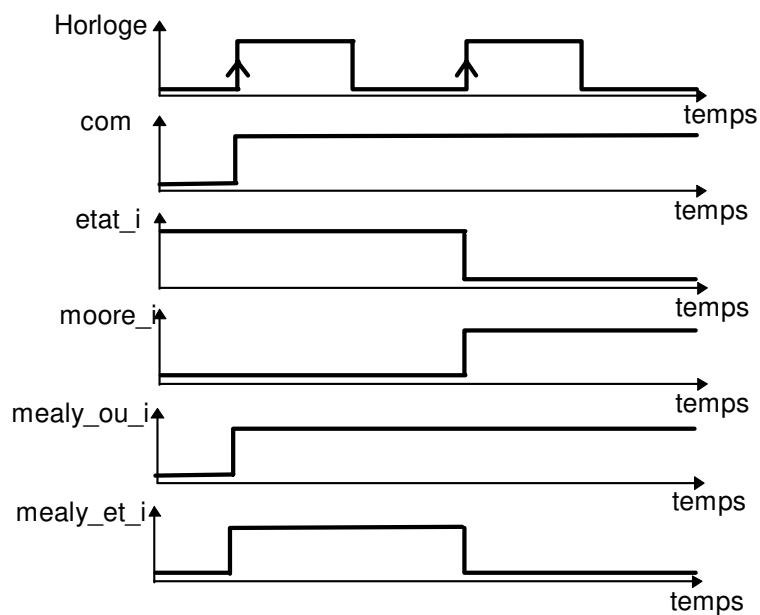 Horloge
temps
com
temps
etat_i
temps
moore_i
temps
mealy_ou_i
temps
mealy_et_i
temps